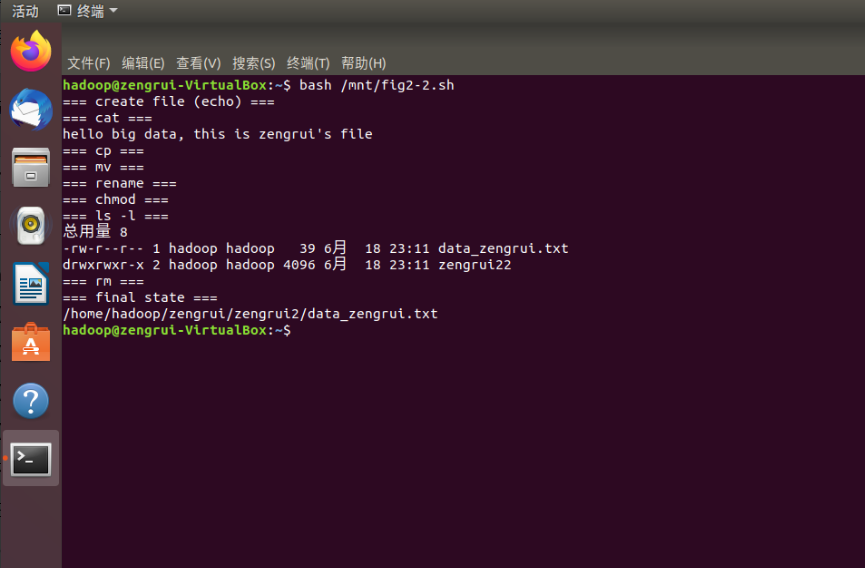 活动 终端
文件(F) 编辑(E) 查看(V) 搜索(S) 终端(T) 帮助(H)
hadoop@zengrui-VirtualBox:~$ bash /mnt/fig2-2.sh
=== create file (echo) ===
=== cat ===
hello big data, this is zengrui's file
=== cp ===
=== mv ===
=== rename ===
=== chmod ===
=== ls -l ===
总用量 8
-rw-r--r-- 1 hadoop hadoop   39 6月  18 23:11 data_zengrui.txt
drwxrwxr-x 2 hadoop hadoop 4096 6月  18 23:11 zengrui22
=== rm ===
=== final state ===
/home/hadoop/zengrui/zengrui2/data_zengrui.txt
hadoop@zengrui-VirtualBox:~$